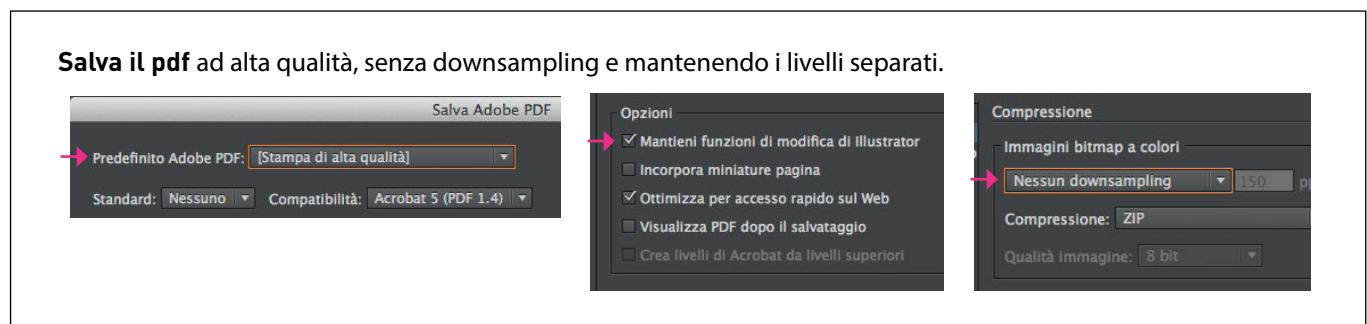 Salva il pdf ad alta qualità, senza downsampling e mantenendo i livelli separati.
Salva Adobe PDF
Predefinito Adobe PDF: [Stampa di alta qualità]
Standard: Nessuno Compatibilità: Acrobat 5 (PDF 1.4)
Opzioni
Mantieni funzioni di modifica di Illustrator
Incorpora miniature pagina
Ottimizza per accesso rapido sul Web
Visualizza PDF dopo il salvataggio
Crea livelli di Acrobat da livelli superiori
Compressione
Immagini bitmap a colori
Nessun downsampling 150
Compressione: ZIP
Qualità immagine: 8 bit